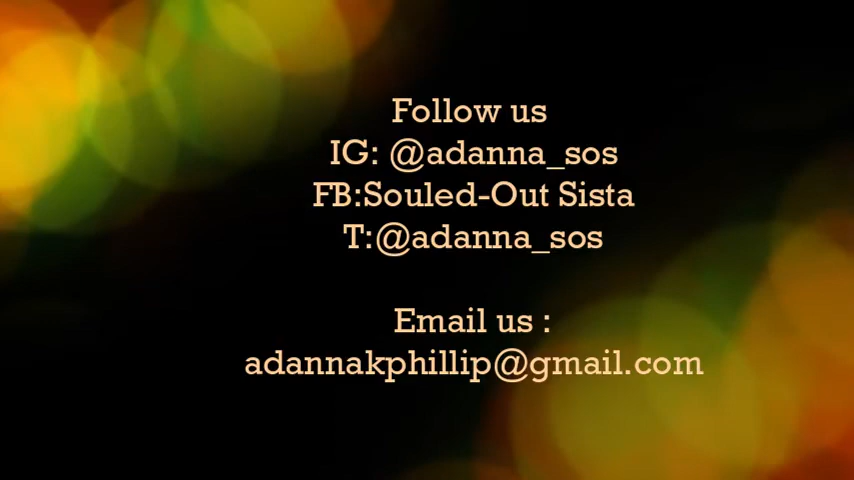 Follow us
IG: @adanna_sos
FB:Souled-Out Sista
T:@adanna_sos
Email us :
adannakphillip@gmail.com